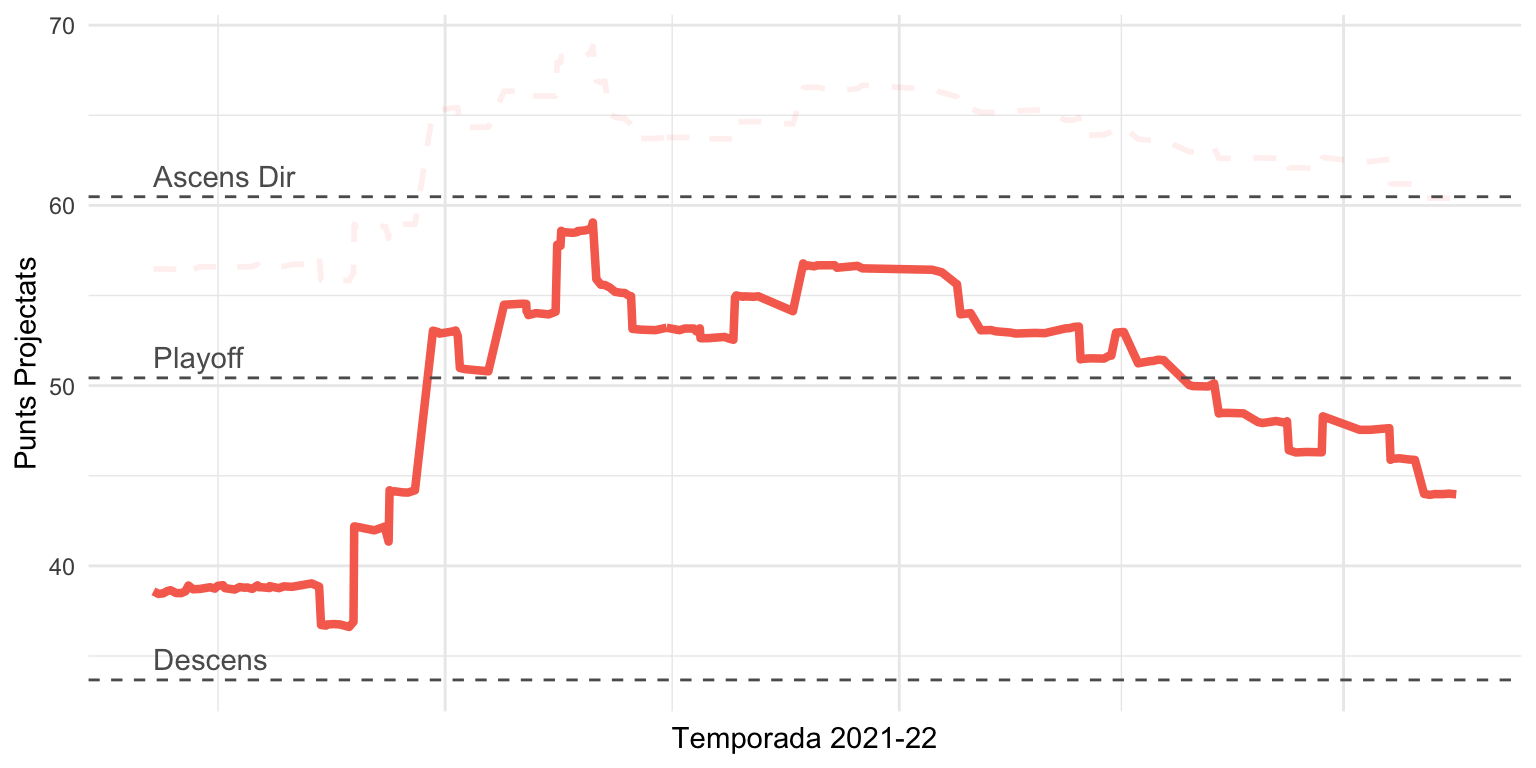 70
Ascens Dir
60
Playoff
50
40
Descens
Punts Projectats
Temporada 2021-22